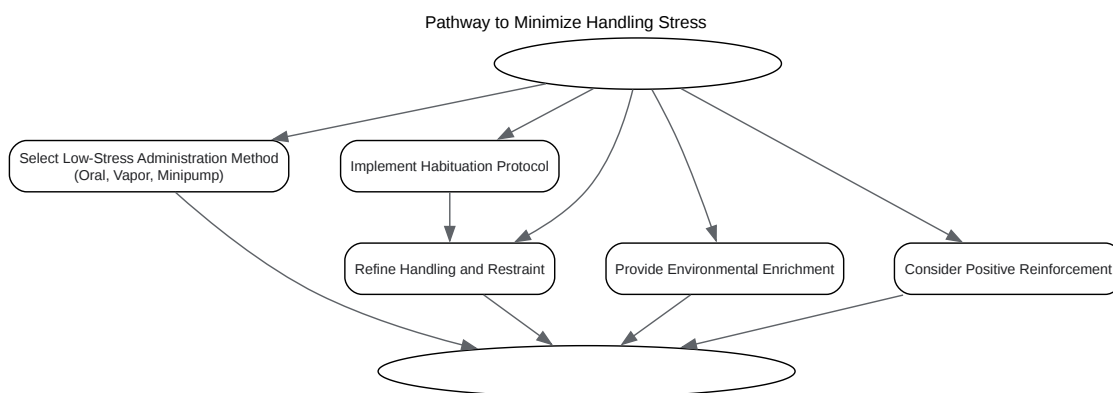 Pathway to Minimize Handling Stress
Select Low-Stress Administration Method
(Oral, Vapor, Minipump)
Implement Habituation Protocol
Refine Handling and Restraint
Provide Environmental Enrichment
Consider Positive Reinforcement